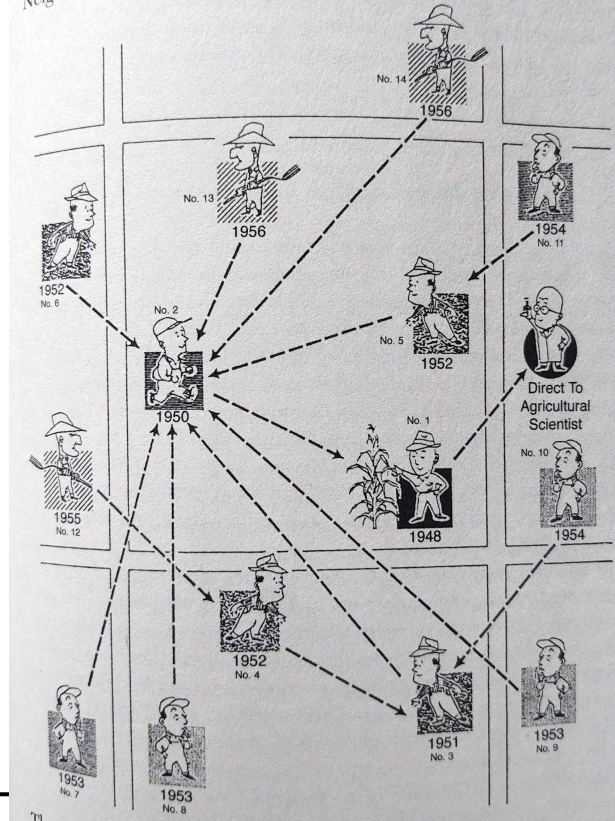 No. 14
1956
No. 13
1956
1954
No. 11
1952
No. 6
No. 2
1950
No. 5
1952
Direct To
Agricultural
Scientist
No. 1
1948
No. 10
1954
1955
No. 12
1952
No. 4
1951
No. 3
1953
No. 9
1953
No. 7
1953
No. 8